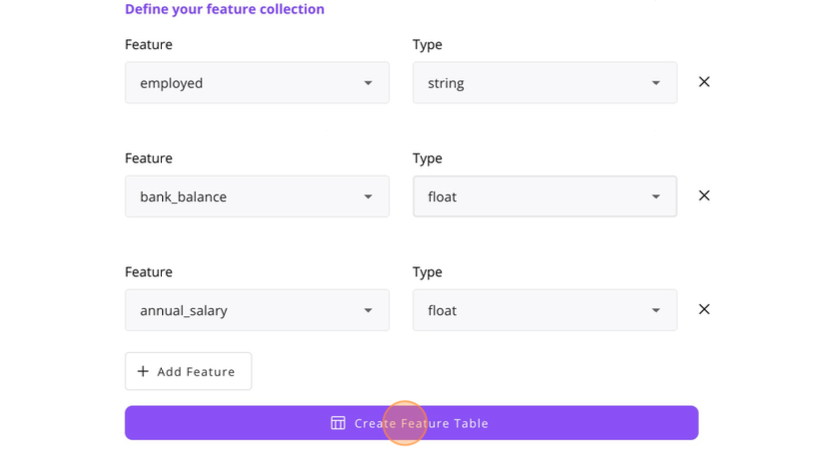 Define your feature collection
Feature Type
employed string
Feature Type
bank_balance float
Feature Type
annual_salary float
Add Feature
Create Feature Table